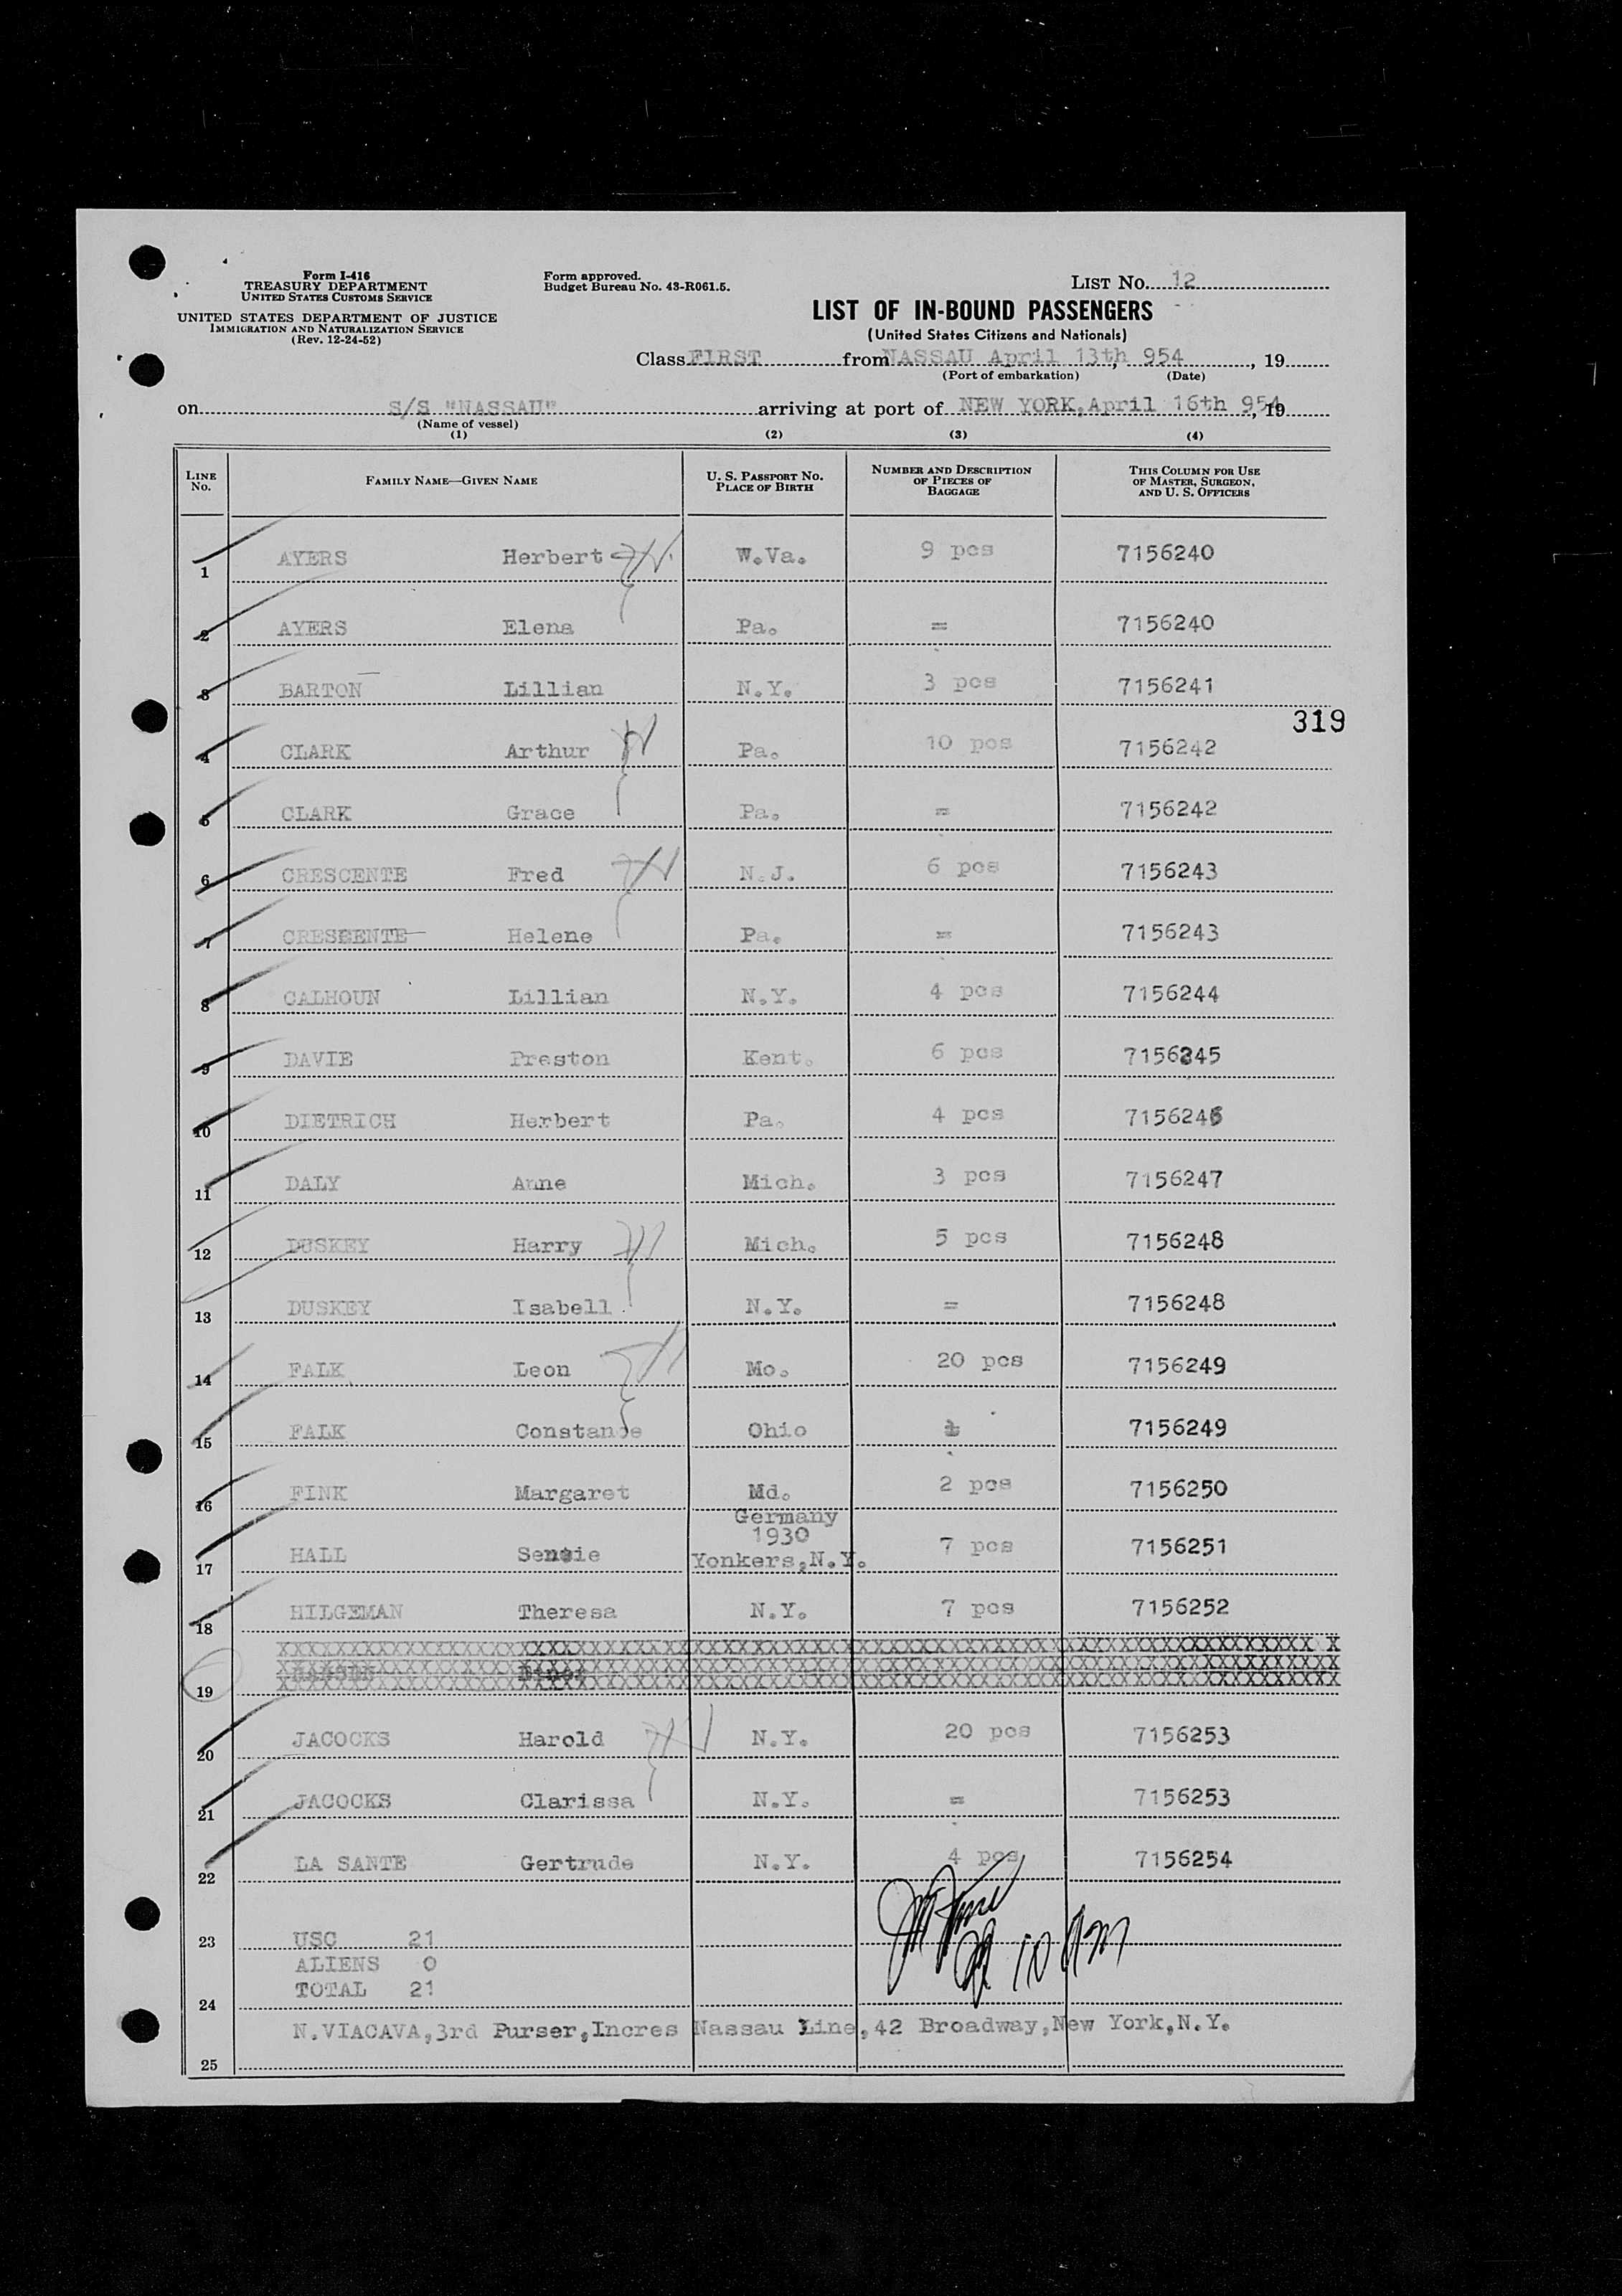 Form I-416
TREASURY DEPARTMENT
UNITED STATES CUSTOMS SERVICE
UNITED STATES DEPARTMENT OF JUSTICE
IMMIGRATION AND NATURALIZATION SERVICE
(Rev. 12-24-52)
Form approved.
Budget Bureau No. 43-R061.5.
LIST No. 12
LIST OF IN-BOUND PASSENGERS
(United States Citizens and Nationals)
Class FIRST from NASSAU April 13th, 954, 19
(Port of embarkation) (Date)
on S/S "NASSAU" arriving at port of NEW YORK, April 16th 954, 19
(Name of vessel)
(1) (2) (3) (4)
LINE No. FAMILY NAME—GIVEN NAME U. S. PASSPORT No. PLACE OF BIRTH NUMBER AND DESCRIPTION OF PIECES OF BAGGAGE THIS COLUMN FOR USE OF MASTER, SURGEON, AND U. S. OFFICERS
1 AYERS Herbert W.Va. 9 pcs 7156240
2 AYERS Elena Pa. = 7156240
3 BARTON Lillian N.Y. 3 pcs 7156241
319
4 CLARK Arthur Pa. 10 pcs 7156242
5 CLARK Grace Pa. = 7156242
6 CRESCENTE Fred N.J. 6 pcs 7156243
7 CRESCENTE Helene Pa. = 7156243
8 CALHOUN Lillian N.Y. 4 pcs 7156244
9 DAVIE Preston Kent. 6 pcs 7156245
10 DIETRICH Herbert Pa. 4 pcs 7156246
11 DALY Anne Mich. 3 pcs 7156247
12 DUSKEY Harry Mich. 5 pcs 7156248
13 DUSKEY Isabell N.Y. = 7156248
14 FALK Leon Mo. 20 pcs 7156249
15 FALK Constance Ohio 7156249
16 FINK Margaret Md. 2 pcs 7156250
Germany
1930
17 HALL Yonkers,N.Y. 7 pcs 7156251
18 HILGEMAN Theresa N.Y. 7 pcs 7156252
19
20 JACOCKS Harold N.Y. 20 pcs 7156253
21 JACOCKS Clarissa N.Y. = 7156253
22 LA SANTE Gertrude N.Y. 4 pcs 7156254
23 USC 21
ALIENS 0
TOTAL 21
24
N.VIACAVA,3rd Purser,Incres Nassau Line,42 Broadway,New York,N.Y.
25
10 AM